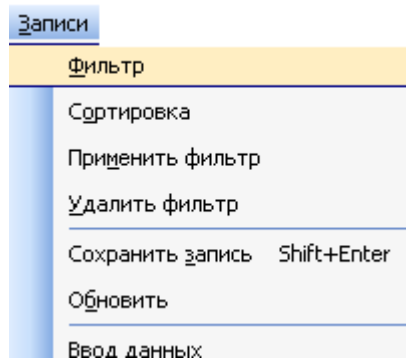 Записи
Фильтр
Сортировка
Применить фильтр
Удалить фильтр
Сохранить запись Shift+Enter
Обновить
Ввод данных